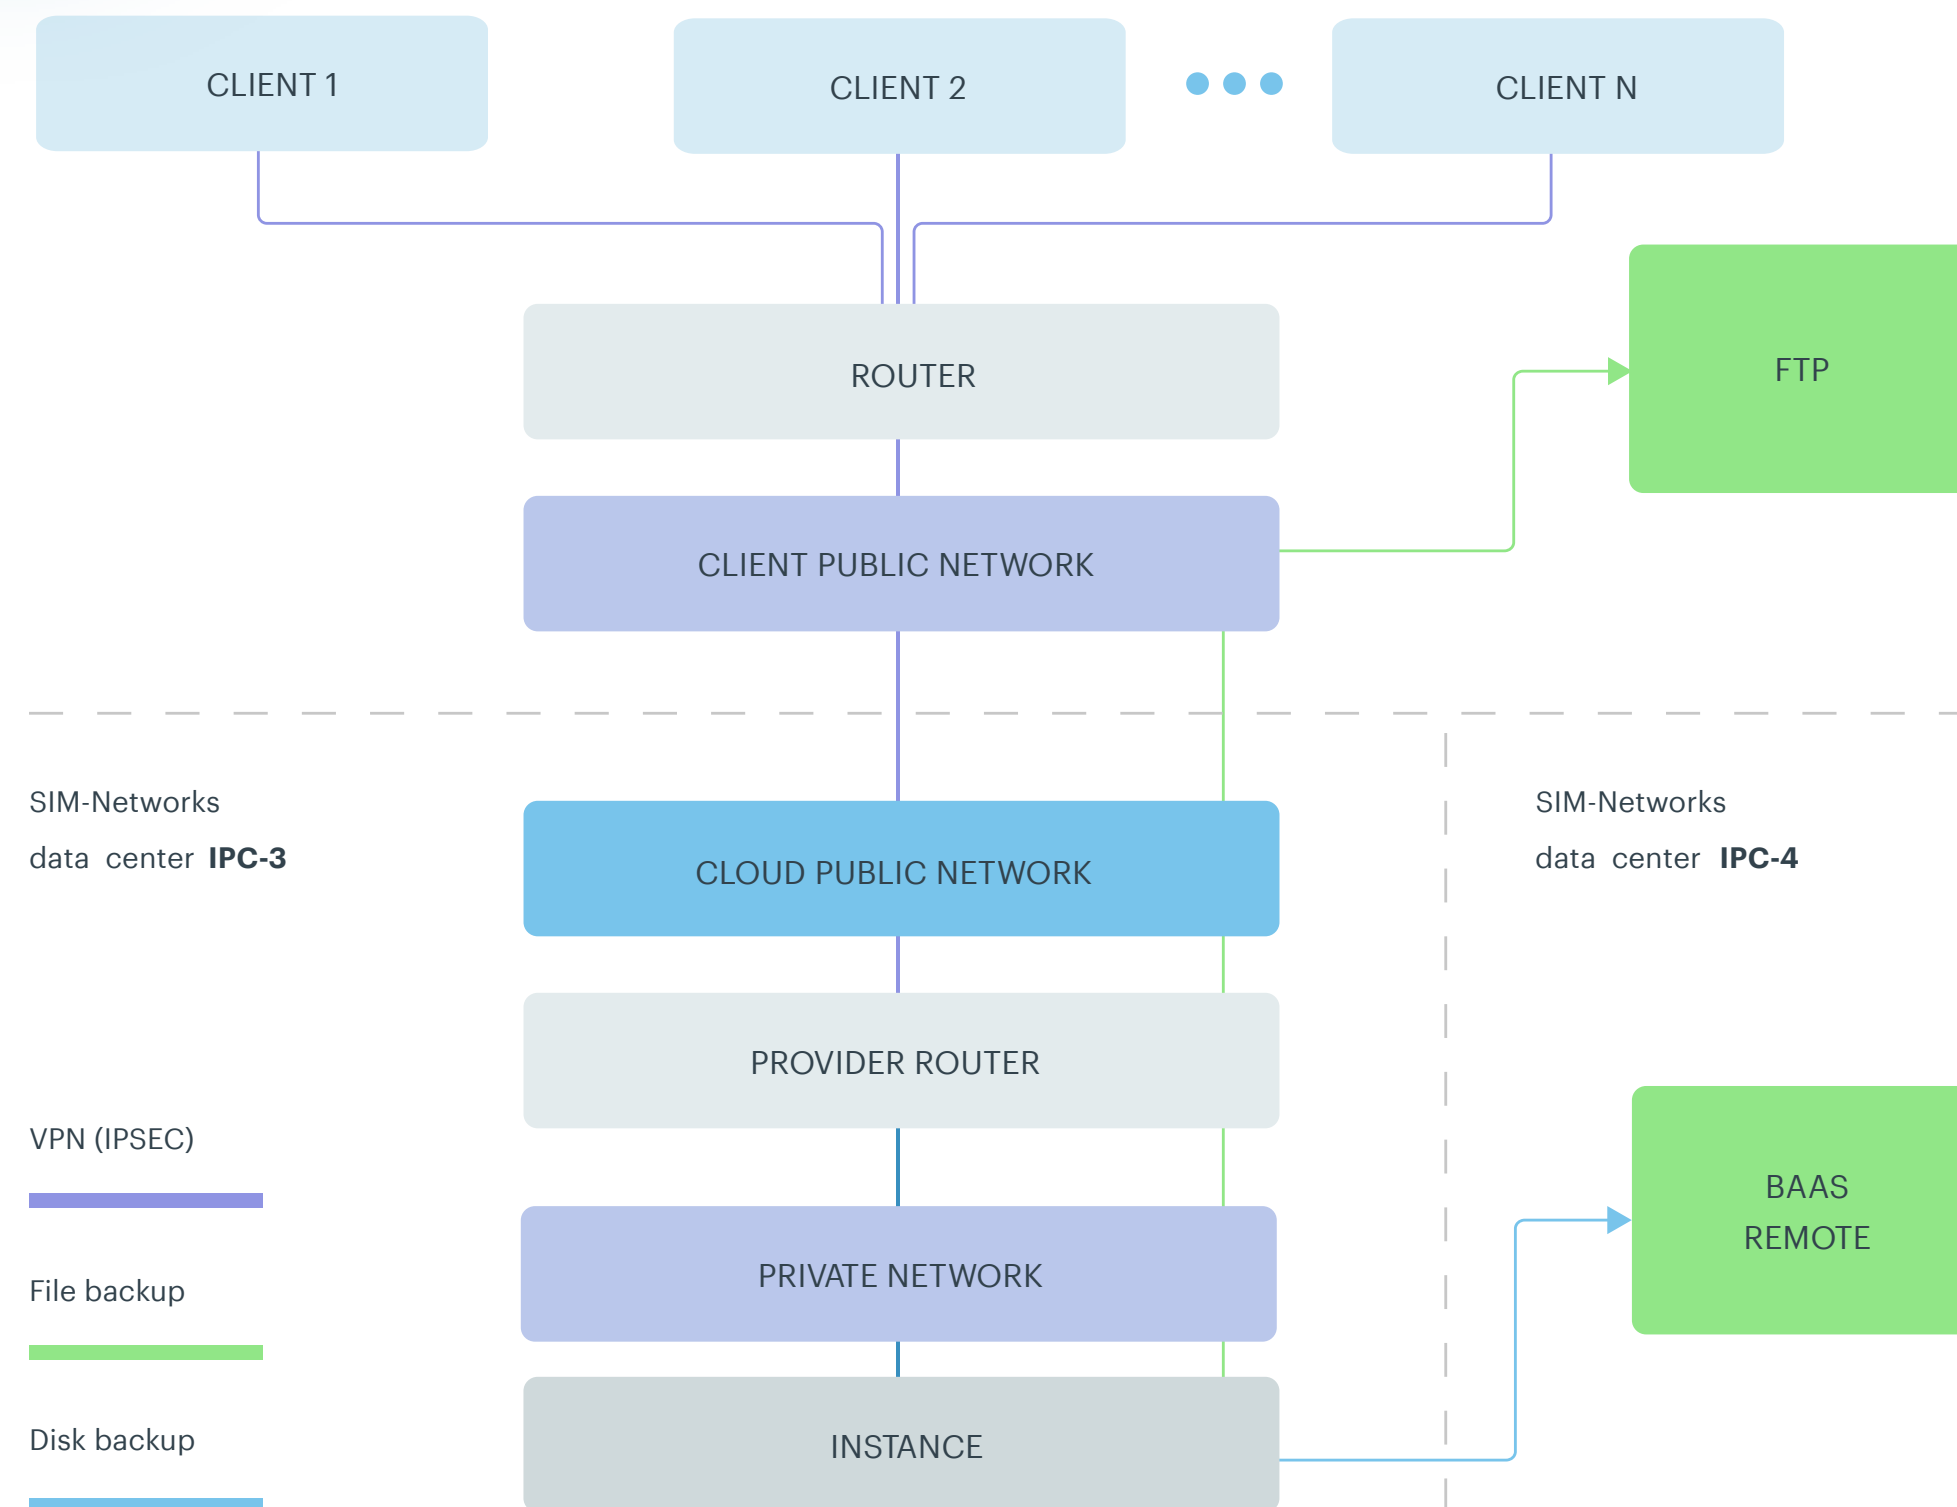 CLIENT 1
CLIENT 2
CLIENT N
ROUTER
FTP
CLIENT PUBLIC NETWORK
SIM-Networks
data center IPC-3
SIM-Networks
data center IPC-4
CLOUD PUBLIC NETWORK
PROVIDER ROUTER
VPN (IPSEC)
BAAS
REMOTE
PRIVATE NETWORK
File backup
Disk backup
INSTANCE